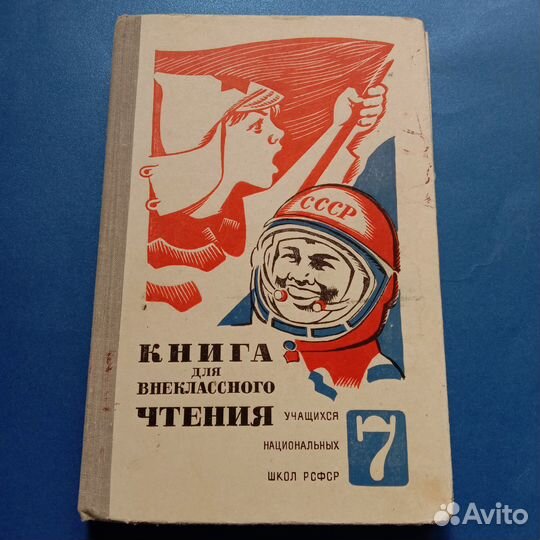 СССР
КНИГА
ДЛЯ
ВНЕКЛАССНОГО
ЧТЕНИЯ
УЧАЩИХСЯ
НАЦИОНАЛЬНЫХ
ШКОЛ РСФСР
7
Avito